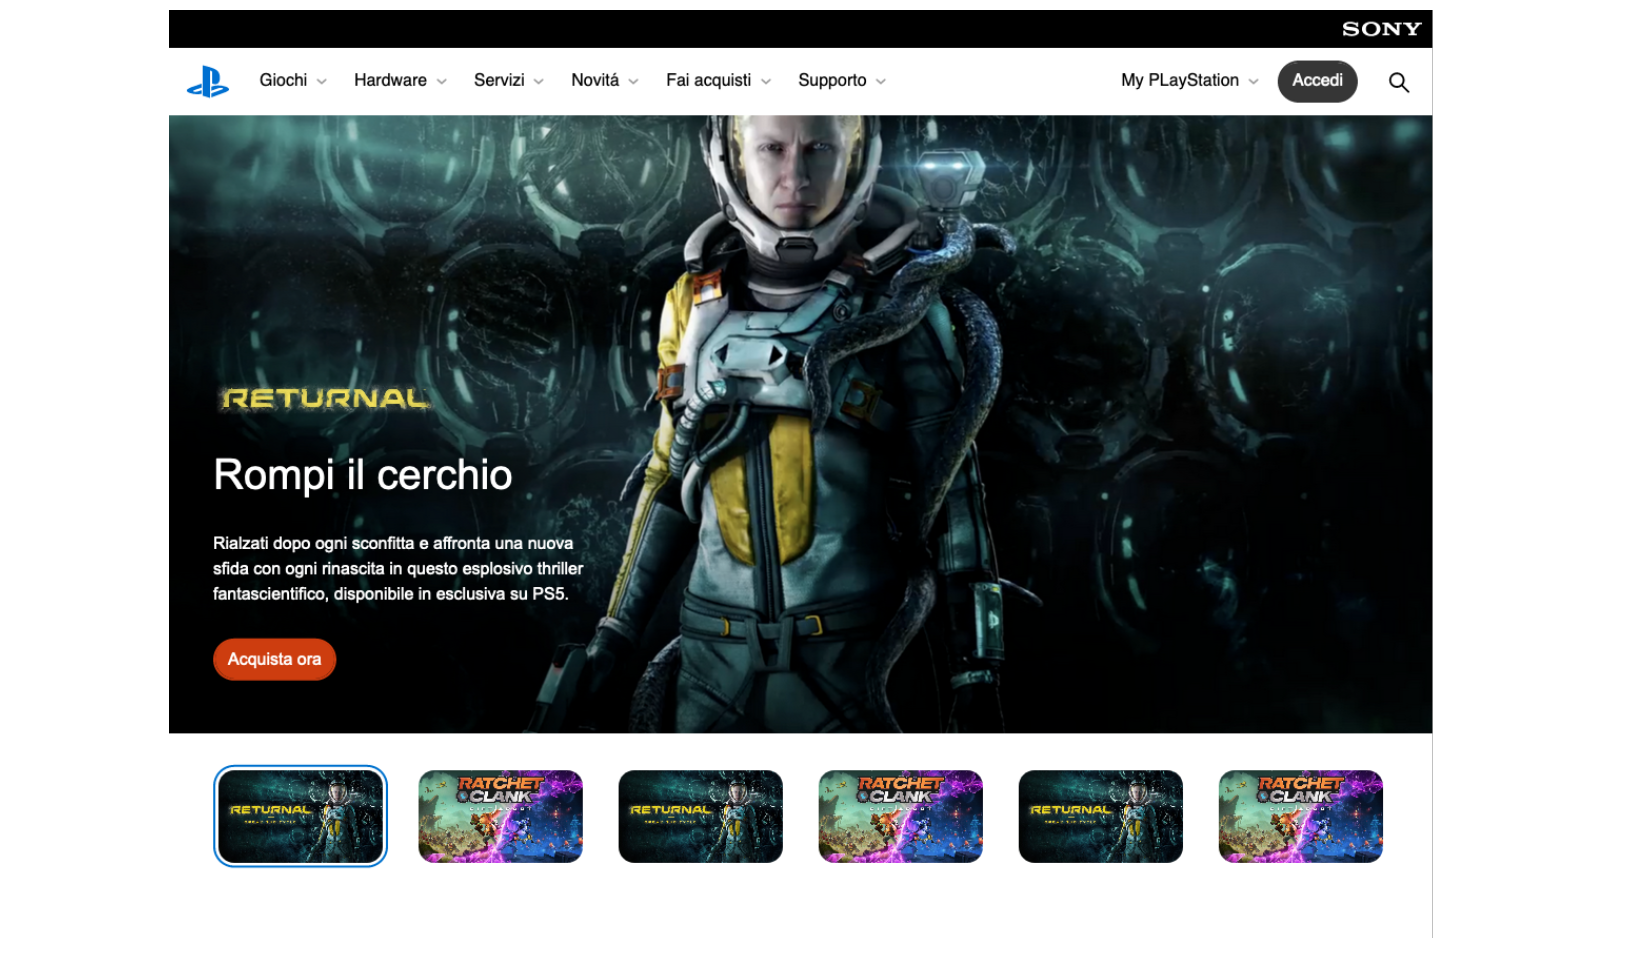 SONY
Giochi Hardware Servizi Novitá Fai acquisti Supporto My PLayStation Accedi
RETURNAL
Rompi il cerchio
Rialzati dopo ogni sconfitta e affronta una nuova
sfida con ogni rinascita in questo esplosivo thriller
fantascientifico, disponibile in esclusiva su PS5.
Acquista ora
RETURNAL
RATCHET
CLANK
RETURNAL
RATCHET
CLANK
RETURNAL
RATCHET
CLANK